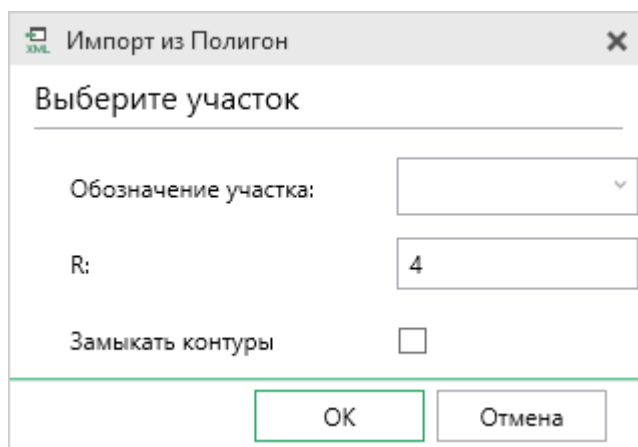 XML Импорт из Полигон
Выберите участок
Обозначение участка:
R: 4
Замыкать контуры
OK Отмена